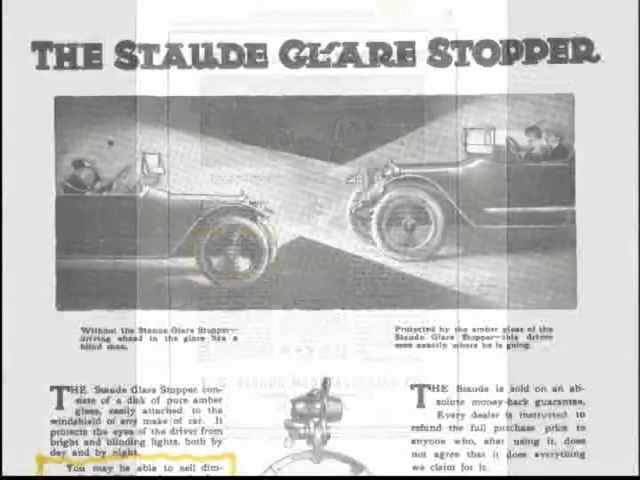 THE STAUDE GLARE STOPPER
Without the Staude Glare Stopper—
driving ahead in the glare like a
blind man.
Protected by the amber glass of the
Staude Glare Stopper—this driver
sees exactly where he is going.
THE Staude Glare Stopper con-
sists of a disk of pure amber
glass, easily attached to the
windshield of any make of car. It
protects the eyes of the driver from
bright and blinding lights, both by
day and by night.
You may be able to sell dim-
THE Staude is sold on an ab-
solute money-back guarantee.
Every dealer is instructed to
refund the full purchase price to
anyone who, after using it, does
not agree that it does everything
we claim for it.